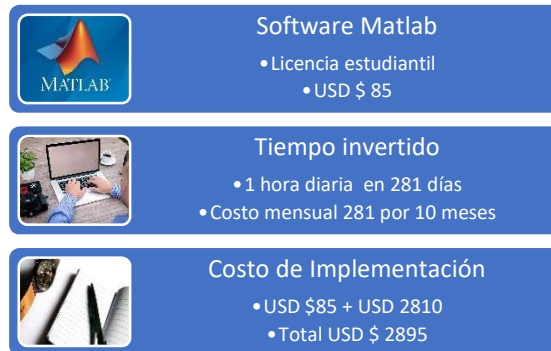 Software Matlab
MATLAB
•Licencia estudiantil
•USD $ 85
Tiempo invertido
•1 hora diaria en 281 días
•Costo mensual 281 por 10 meses
Costo de Implementación
•USD $85 + USD 2810
•Total USD $ 2895